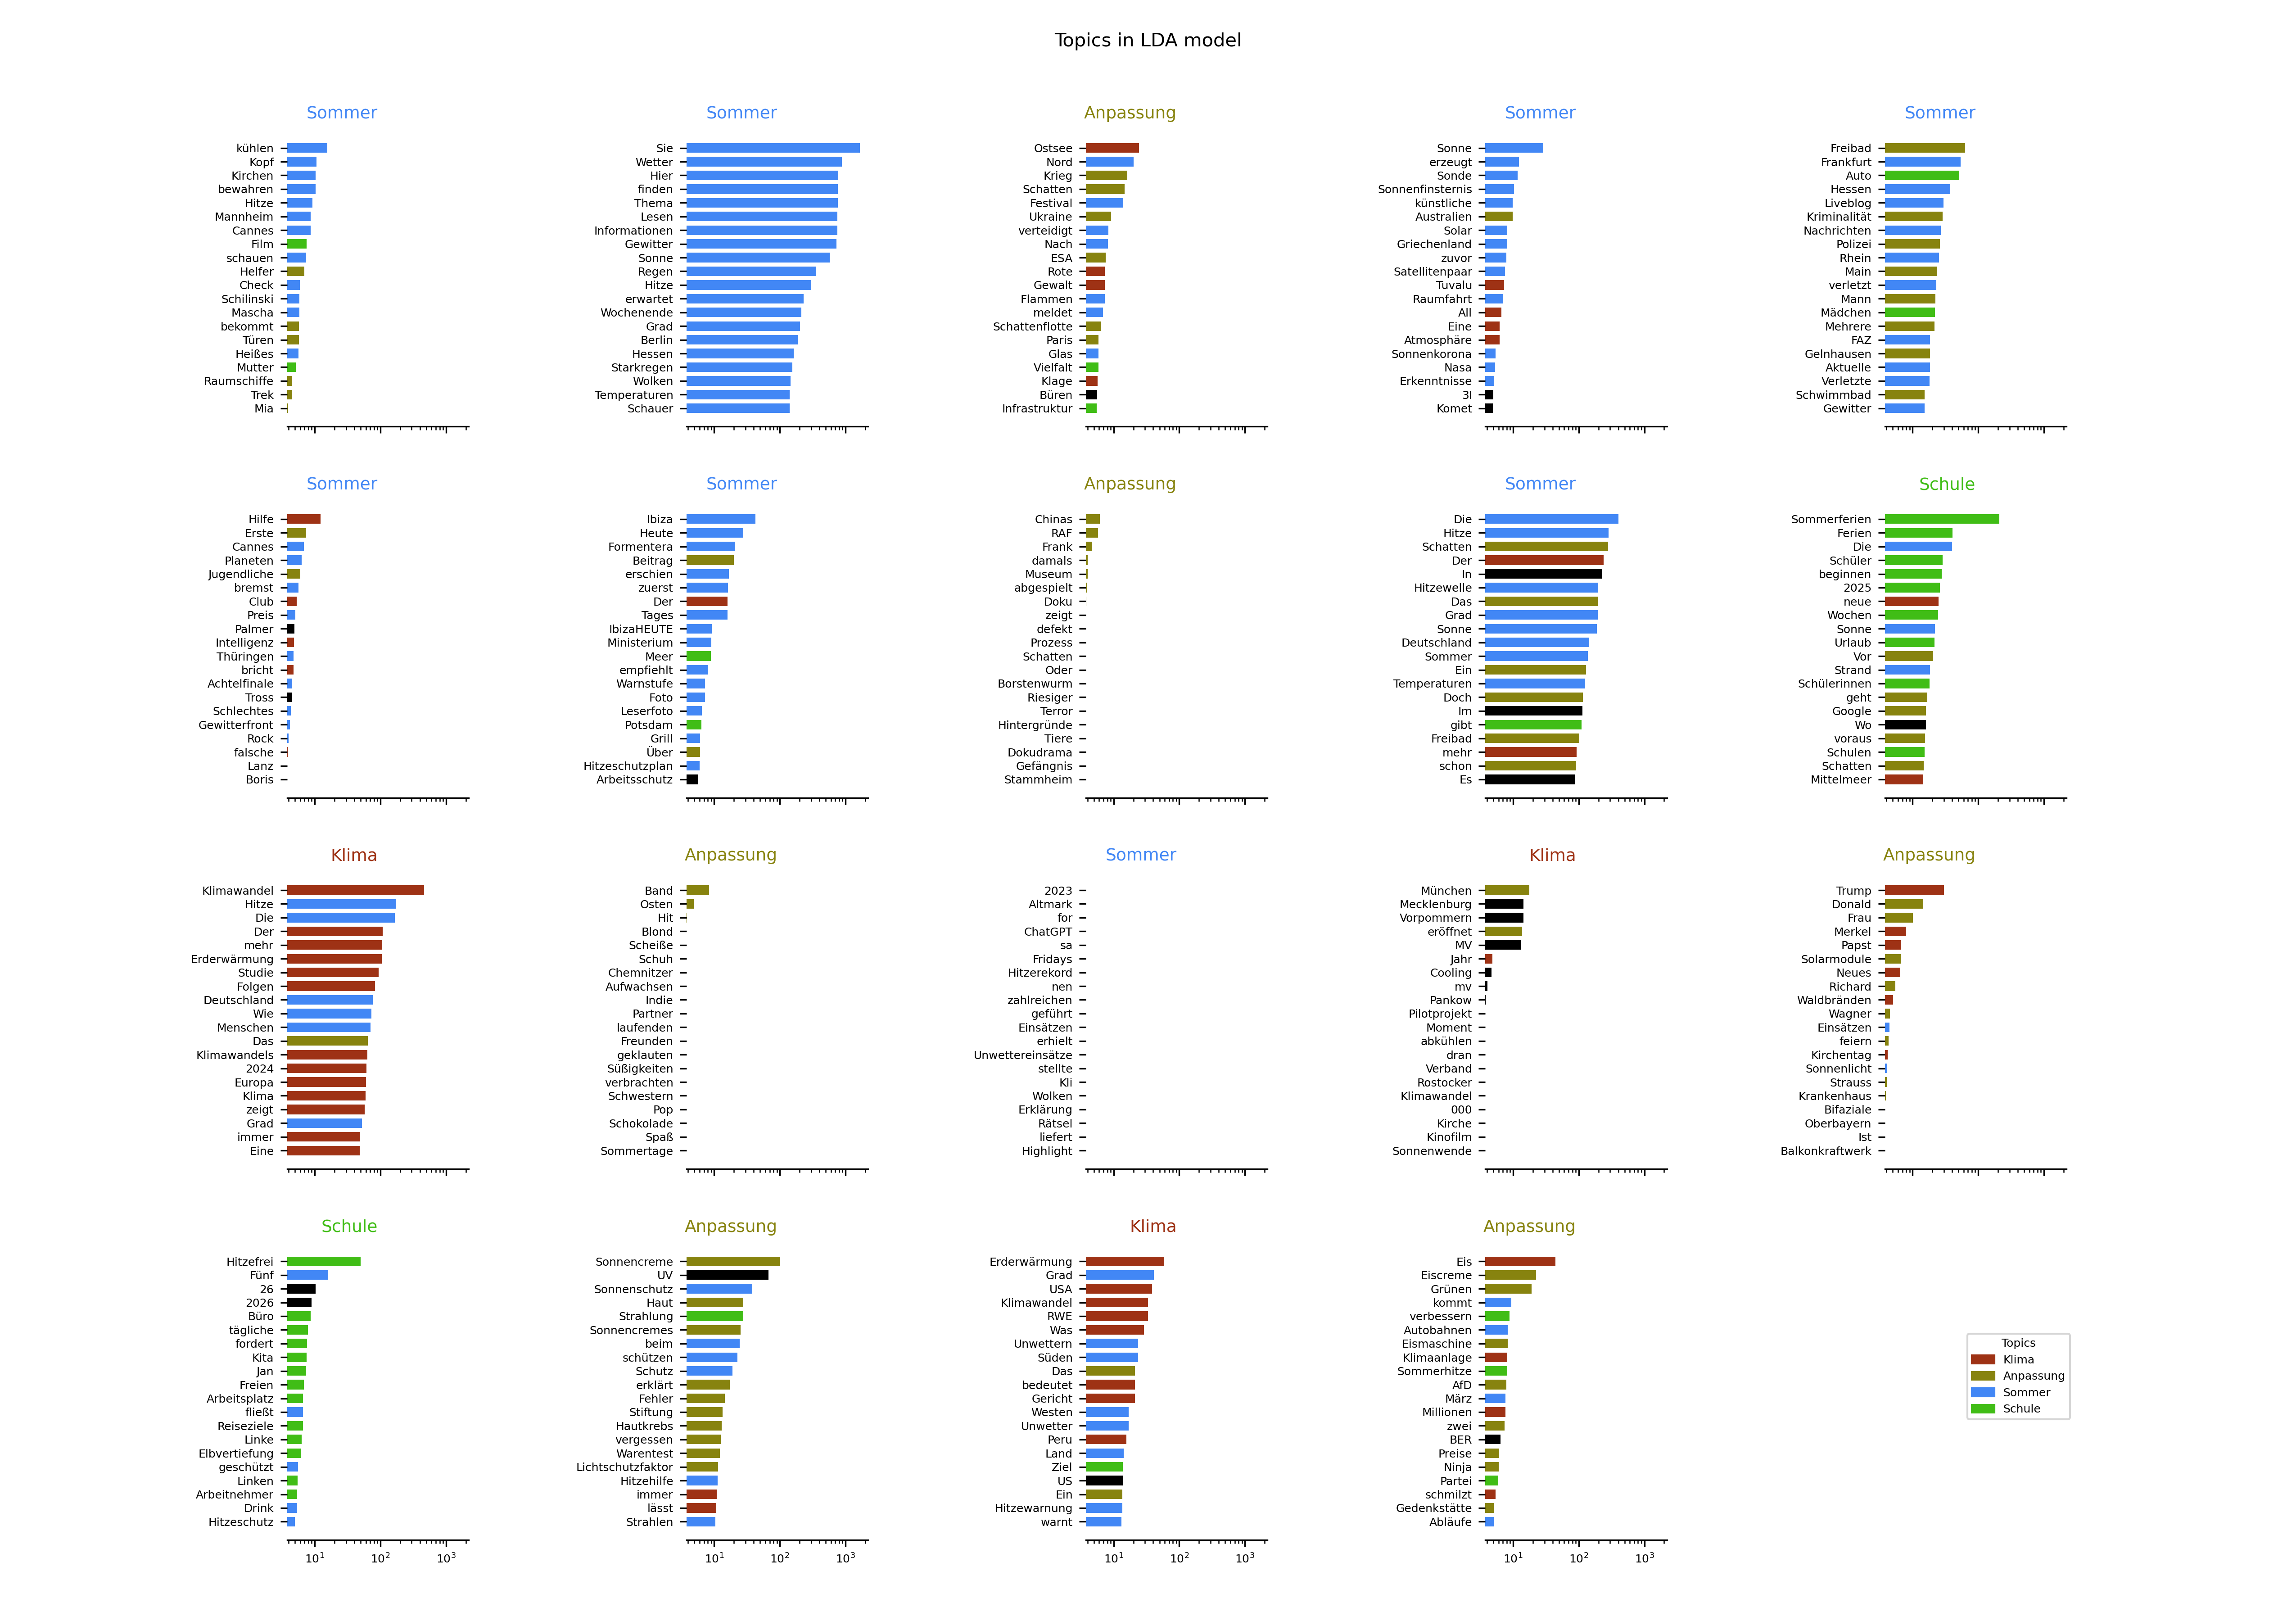 Topics in LDA model
Sommer
kühlen
Kopf
Kirchen
bewahren
Hitze
Mannheim
Cannes
Film
schauen
Helfer
Check
Schilinski
Mascha
bekommt
Türen
Heißes
Mutter
Raumschiffe
Trek
Mia
Sommer
Sie
Wetter
Hier
finden
Thema
Lesen
Informationen
Gewitter
Sonne
Regen
Hitze
erwartet
Wochenende
Grad
Berlin
Hessen
Starkregen
Wolken
Temperaturen
Schauer
Anpassung
Ostsee
Nord
Krieg
Schatten
Festival
Ukraine
verteidigt
Nach
ESA
Rote
Gewalt
Flammen
meldet
Schattenflotte
Paris
Glas
Vielfalt
Klage
Büren
Infrastruktur
Sommer
Sonne
erzeugt
Sonde
Sonnenfinsternis
künstliche
Australien
Solar
Griechenland
zuvor
Satellitenpaar
Tuvalu
Raumfahrt
All
Eine
Atmosphäre
Sonnenkorona
Nasa
Erkenntnisse
3I
Komet
Sommer
Freibad
Frankfurt
Auto
Hessen
Liveblog
Kriminalität
Nachrichten
Polizei
Rhein
Main
verletzt
Mann
Mädchen
Mehrere
FAZ
Gelnhausen
Aktuelle
Verletzte
Schwimmbad
Gewitter
Sommer
Hilfe
Erste
Cannes
Planeten
Jugendliche
bremst
Club
Preis
Palmer
Intelligenz
Thüringen
bricht
Achtelfinale
Tross
Schlechtes
Gewitterfront
Rock
falsche
Lanz
Boris
Sommer
Ibiza
Heute
Formentera
Beitrag
erschien
zuerst
Der
Tages
IbizaHEUTE
Ministerium
Meer
empfiehlt
Warnstufe
Foto
Leserfoto
Potsdam
Grill
Über
Hitzeschutzplan
Arbeitsschutz
Anpassung
Chinas
RAF
Frank
damals
Museum
abgespielt
Doku
zeigt
defekt
Prozess
Schatten
Oder
Borstenwurm
Riesiger
Terror
Hintergründe
Tiere
Dokudrama
Gefängnis
Stammheim
Sommer
Die
Hitze
Schatten
Der
In
Hitzewelle
Das
Grad
Sonne
Deutschland
Sommer
Ein
Temperaturen
Doch
Im
gibt
Freibad
mehr
schon
Es
Schule
Sommerferien
Ferien
Die
Schüler
beginnen
2025
neue
Wochen
Sonne
Urlaub
Vor
Strand
Schülerinnen
geht
Google
Wo
voraus
Schulen
Schatten
Mittelmeer
Klima
Klimawandel
Hitze
Die
Der
mehr
Erderwärmung
Studie
Folgen
Deutschland
Wie
Menschen
Das
Klimawandels
2024
Europa
Klima
zeigt
Grad
immer
Eine
Anpassung
Band
Osten
Hit
Blond
Scheiße
Schuh
Chemnitzer
Aufwachsen
Indie
Partner
laufenden
Freunden
geklauten
Süßigkeiten
verbrachten
Schwestern
Pop
Schokolade
Spaß
Sommertage
Sommer
2023
Altmark
for
ChatGPT
sa
Fridays
Hitzerekord
nen
zahlreichen
geführt
Einsätzen
erhielt
Unwettereinsätze
stellte
Kli
Wolken
Erklärung
Rätsel
liefert
Highlight
Klima
München
Mecklenburg
Vorpommern
eröffnet
MV
Jahr
Cooling
mv
Pankow
Pilotprojekt
Moment
abkühlen
dran
Verband
Rostocker
Klimawandel
000
Kirche
Kinofilm
Sonnenwende
Anpassung
Trump
Donald
Frau
Merkel
Papst
Solarmodule
Neues
Richard
Waldbränden
Wagner
Einsätzen
feiern
Kirchentag
Sonnenlicht
Strauss
Krankenhaus
Bifaziale
Oberbayern
Ist
Balkonkraftwerk
Schule
Hitzefrei
Fünf
26
2026
Büro
tägliche
fordert
Kita
Jan
Freien
Arbeitsplatz
fließt
Reiseziele
Linke
Elbvertiefung
geschützt
Linken
Arbeitnehmer
Drink
Hitzeschutz
10¹ 10² 10³
Anpassung
Sonnencreme
UV
Sonnenschutz
Haut
Strahlung
Sonnencremes
beim
schützen
Schutz
erklärt
Fehler
Stiftung
Hautkrebs
vergessen
Warentest
Lichtschutzfaktor
Hitzehilfe
immer
lässt
Strahlen
10¹ 10² 10³
Klima
Erderwärmung
Grad
USA
Klimawandel
RWE
Was
Unwettern
Süden
Das
bedeutet
Gericht
Westen
Unwetter
Peru
Land
Ziel
US
Ein
Hitzewarnung
warnt
10¹ 10² 10³
Anpassung
Eis
Eiscreme
Grünen
kommt
verbessern
Autobahnen
Eismaschine
Klimaanlage
Sommerhitze
AfD
März
Millionen
zwei
BER
Preise
Ninja
Partei
schmilzt
Gedenkstätte
Abläufe
10¹ 10² 10³
Topics
Klima
Anpassung
Sommer
Schule